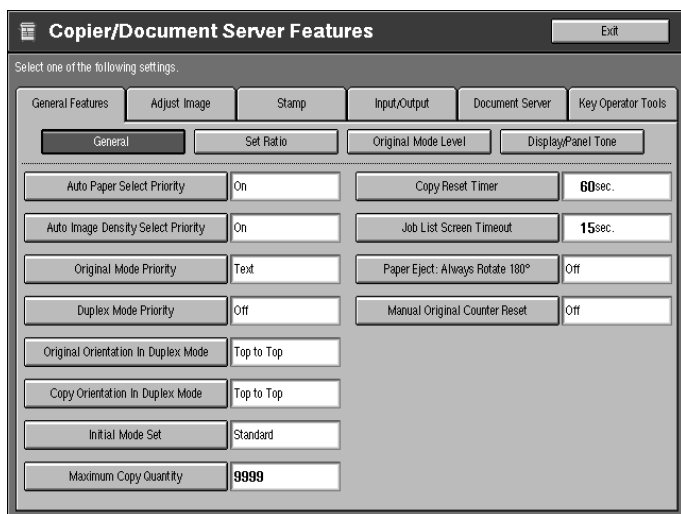 Copier/Document Server Features
Exit
Select one of the following settings.
General Features
Adjust Image
Stamp
Input/Output
Document Server
Key Operator Tools
General
Set Ratio
Original Mode Level
Display/Panel Tone
Auto Paper Select Priority
On
Copy Reset Timer
60sec.
Auto Image Density Select Priority
On
Job List Screen Timeout
15sec.
Original Mode Priority
Text
Paper Eject: Always Rotate 180°
Off
Duplex Mode Priority
Off
Manual Original Counter Reset
Off
Original Orientation In Duplex Mode
Top to Top
Copy Orientation In Duplex Mode
Top to Top
Initial Mode Set
Standard
Maximum Copy Quantity
9999